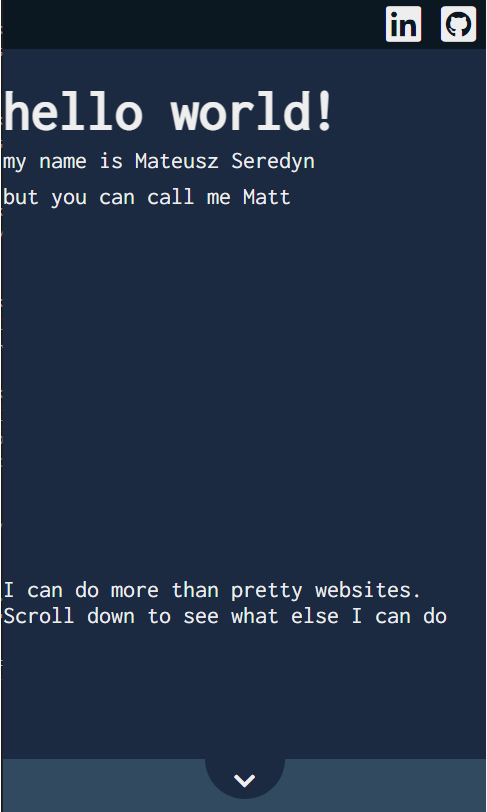 in
hello world!
my name is Mateusz Seredyn
but you can call me Matt
I can do more than pretty websites.
Scroll down to see what else I can do